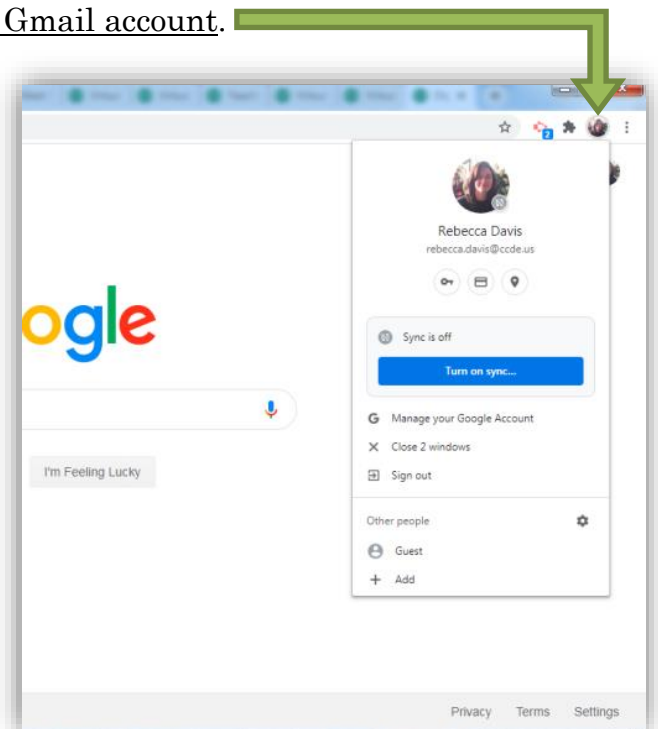 Gmail account.
2
Rebecca Davis
rebecca.davis@ccde.us
ogle
Sync is off
Turn on sync...
Manage your Google Account
Close 2 windows
I'm Feeling Lucky
Sign out
Other people
Guest
+ Add
Privacy Terms Settings